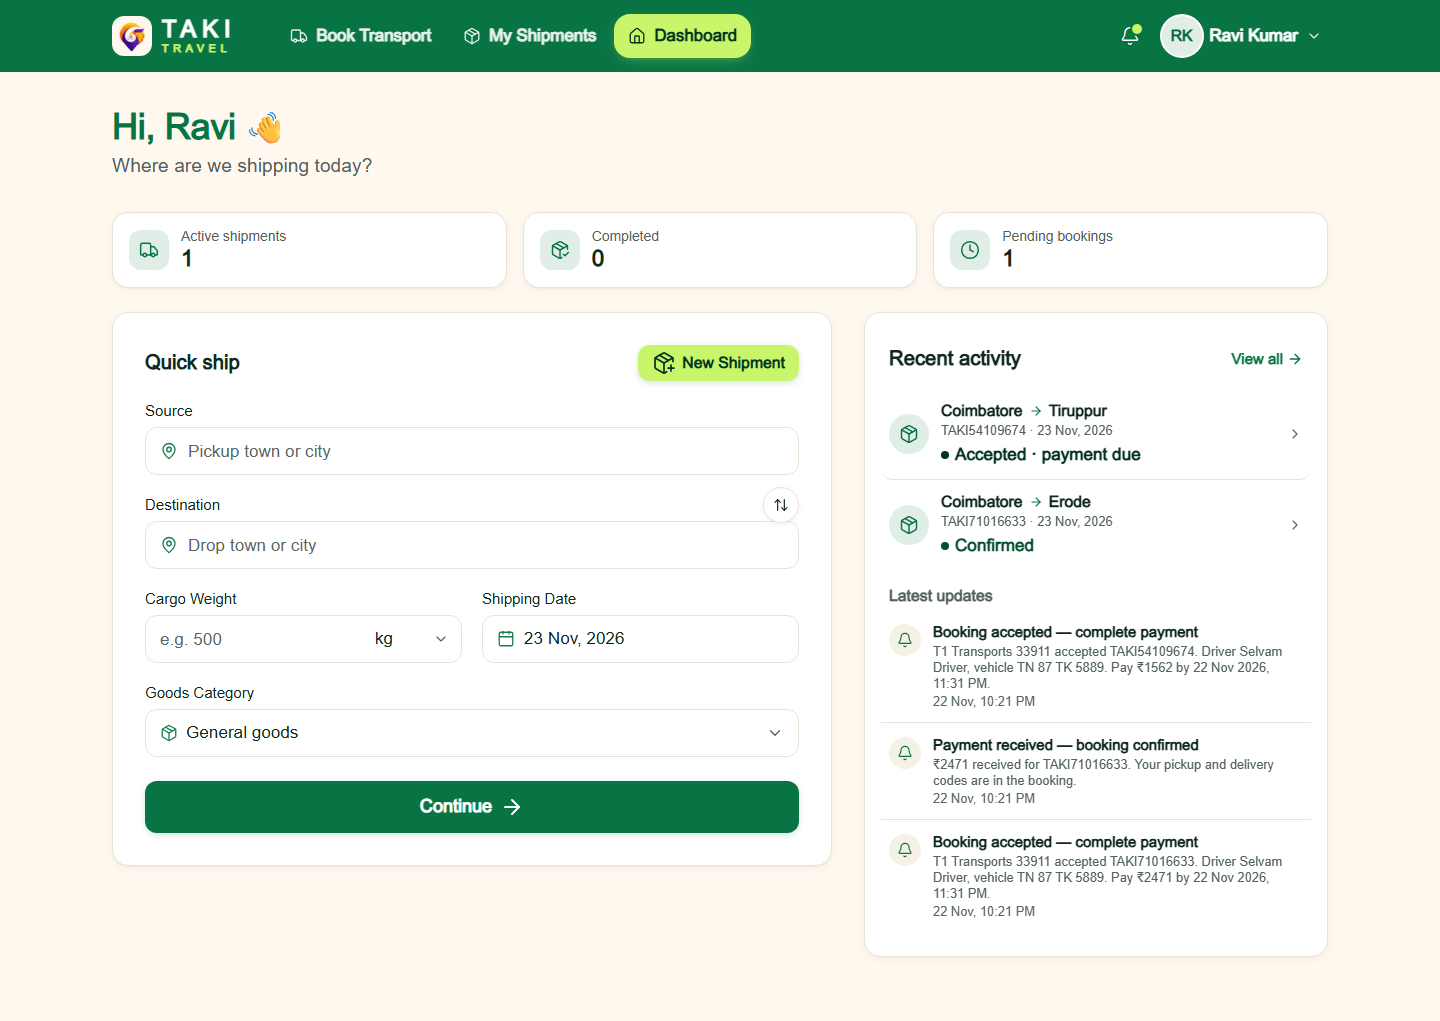 TAKI
TRAVEL
Book Transport
My Shipments
Dashboard
RK
Ravi Kumar
Hi, Ravi 👋
Where are we shipping today?
Active shipments
1
Completed
0
Pending bookings
1
Quick ship
New Shipment
Source
Pickup town or city
Destination
Drop town or city
Cargo Weight
e.g. 500
kg
Shipping Date
23 Nov, 2026
Goods Category
General goods
Continue →
Recent activity
View all →
Coimbatore → Tiruppur
TAKI54109674 · 23 Nov, 2026
● Accepted · payment due
Coimbatore → Erode
TAKI71016633 · 23 Nov, 2026
● Confirmed
Latest updates
Booking accepted — complete payment
T1 Transports 33911 accepted TAKI54109674. Driver Selvam
Driver, vehicle TN 87 TK 5889. Pay ₹1562 by 22 Nov 2026,
11:31 PM.
22 Nov, 10:21 PM
Payment received — booking confirmed
₹2471 received for TAKI71016633. Your pickup and delivery
codes are in the booking.
22 Nov, 10:21 PM
Booking accepted — complete payment
T1 Transports 33911 accepted TAKI71016633. Driver Selvam
Driver, vehicle TN 87 TK 5889. Pay ₹2471 by 22 Nov 2026,
11:31 PM.
22 Nov, 10:21 PM